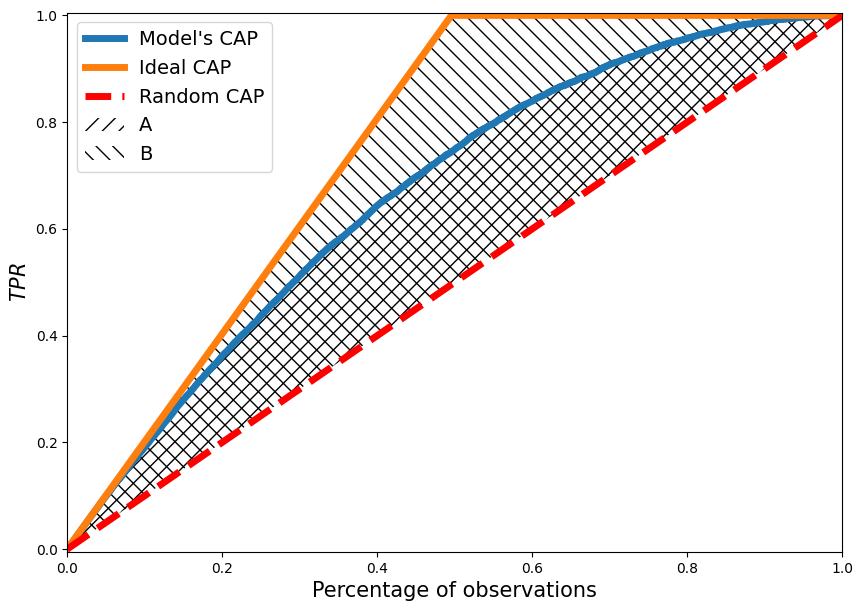 Model's CAP
Ideal CAP
Random CAP
A
B
1.0
0.8
0.6
0.4
0.2
0.0
TPR
0.0 0.2 0.4 0.6 0.8 1.0
Percentage of observations